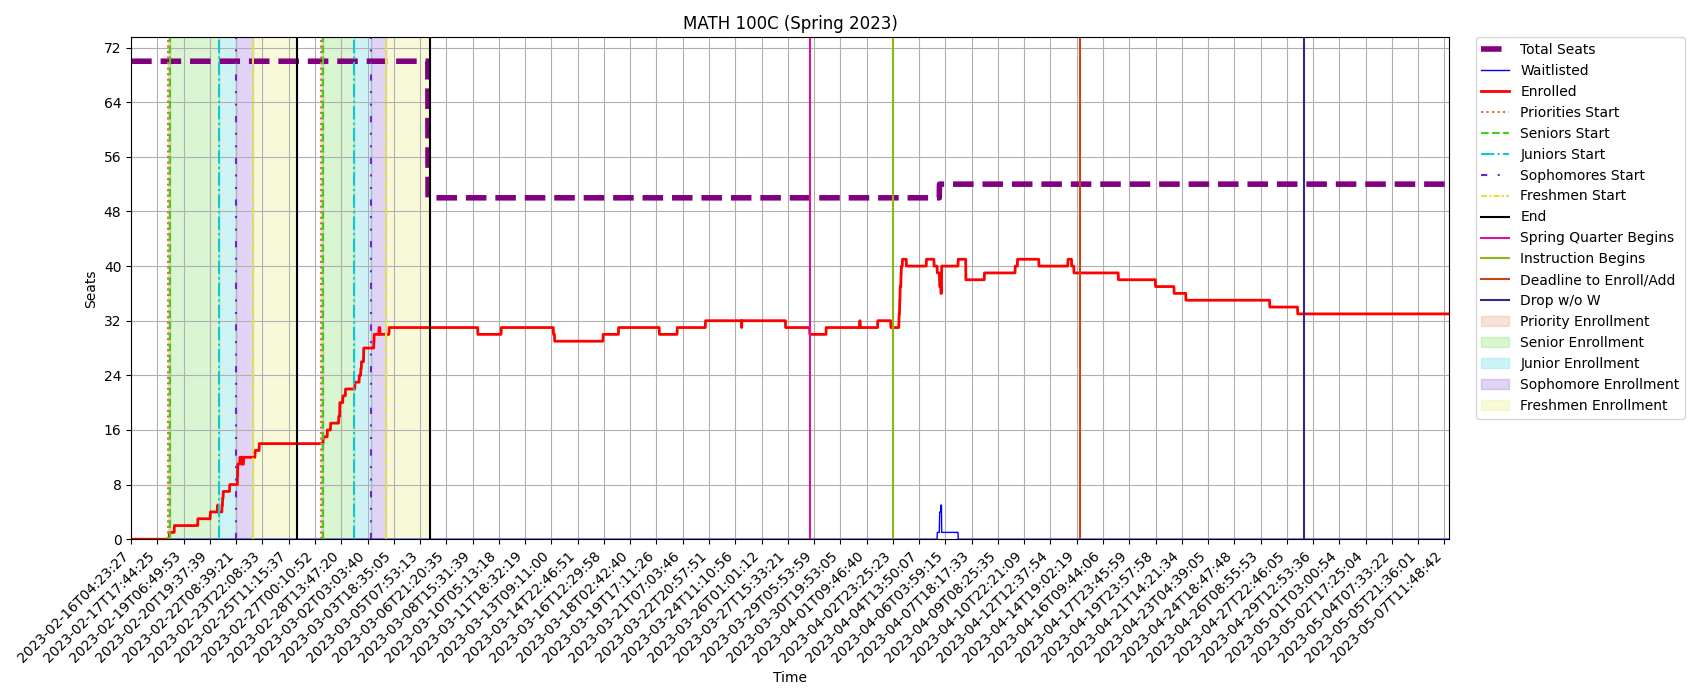 MATH 100C (Spring 2023)
72
64
56
48
40
32
24
16
8
0
Seats
2023-02-16T04:23:27
2023-02-17T17:44:25
2023-02-19T06:49:53
2023-02-20T19:37:39
2023-02-22T08:39:21
2023-02-23T22:08:33
2023-02-25T11:15:37
2023-02-27T00:10:52
2023-02-28T13:47:20
2023-03-02T03:03:40
2023-03-03T18:35:05
2023-03-05T07:53:13
2023-03-06T21:20:35
2023-03-08T15:31:39
2023-03-10T05:13:18
2023-03-11T18:32:19
2023-03-13T09:11:00
2023-03-14T22:46:51
2023-03-16T12:29:58
2023-03-18T02:42:40
2023-03-19T17:11:26
2023-03-21T07:03:46
2023-03-22T20:57:51
2023-03-24T11:10:56
2023-03-26T01:01:12
2023-03-27T15:33:21
2023-03-29T05:53:59
2023-03-30T19:53:05
2023-04-01T09:46:40
2023-04-02T23:25:23
2023-04-04T13:50:07
2023-04-06T03:59:15
2023-04-07T18:17:33
2023-04-09T08:25:35
2023-04-10T22:21:09
2023-04-12T12:37:54
2023-04-14T19:02:19
2023-04-16T09:44:06
2023-04-17T23:45:59
2023-04-19T23:57:58
2023-04-21T14:21:34
2023-04-23T04:39:05
2023-04-24T18:47:48
2023-04-26T08:55:53
2023-04-27T22:46:05
2023-04-29T12:53:36
2023-05-01T03:00:54
2023-05-02T17:25:04
2023-05-04T07:33:22
2023-05-05T21:36:01
2023-05-07T11:48:42
Time
Total Seats
Waitlisted
Enrolled
Priorities Start
Seniors Start
Juniors Start
Sophomores Start
Freshmen Start
End
Spring Quarter Begins
Instruction Begins
Deadline to Enroll/Add
Drop w/o W
Priority Enrollment
Senior Enrollment
Junior Enrollment
Sophomore Enrollment
Freshmen Enrollment